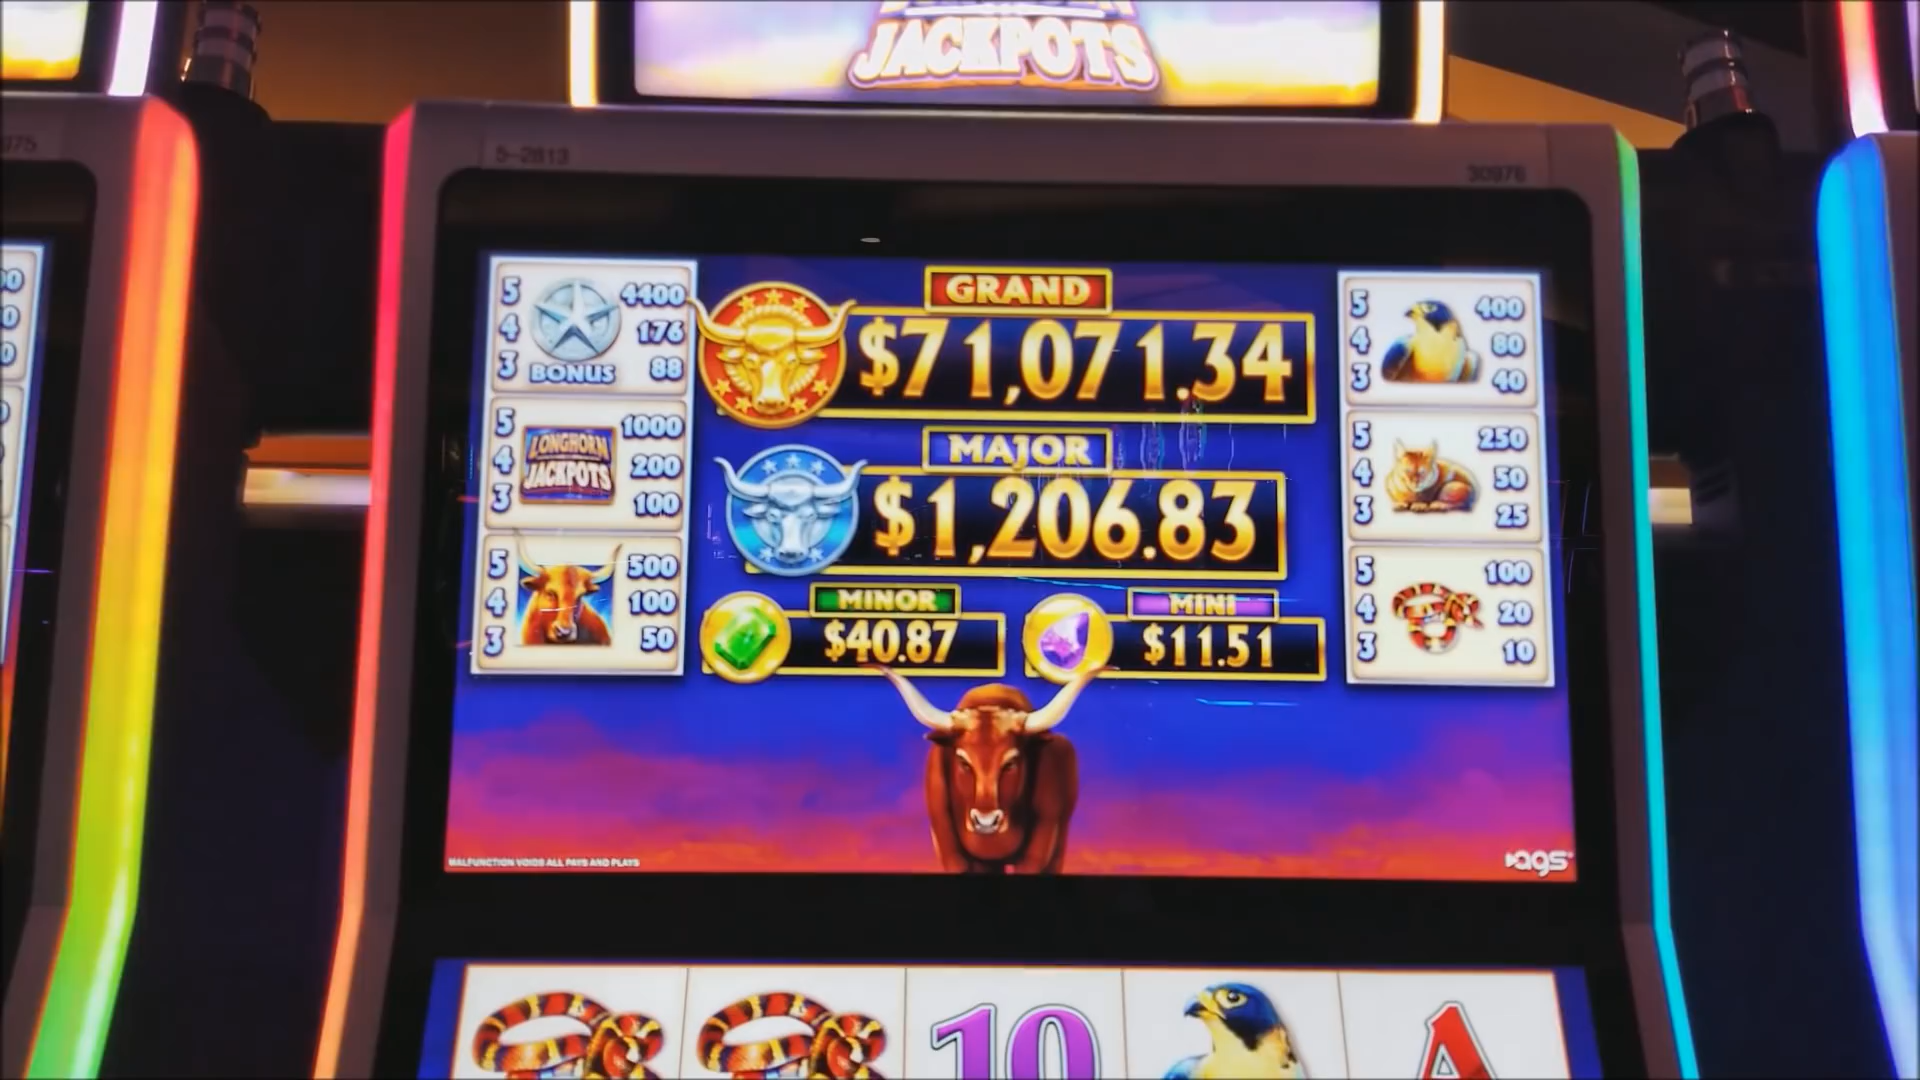 JACKPOTS
975
5-2813
30976
GRAND
$71,071.34
MAJOR
$1,206.83
MINOR
$40.87
MINI
$11.51
5 4400
4 176
3 BONUS 88
5 1000
4 LONGHORN 200
JACKPOTS
3 100
5 500
4 100
3 50
5 400
4 80
3 40
5 250
4 50
3 25
5 100
4 20
3 10
MALFUNCTION VOIDS ALL PAYS AND PLAYS
ags
10
A